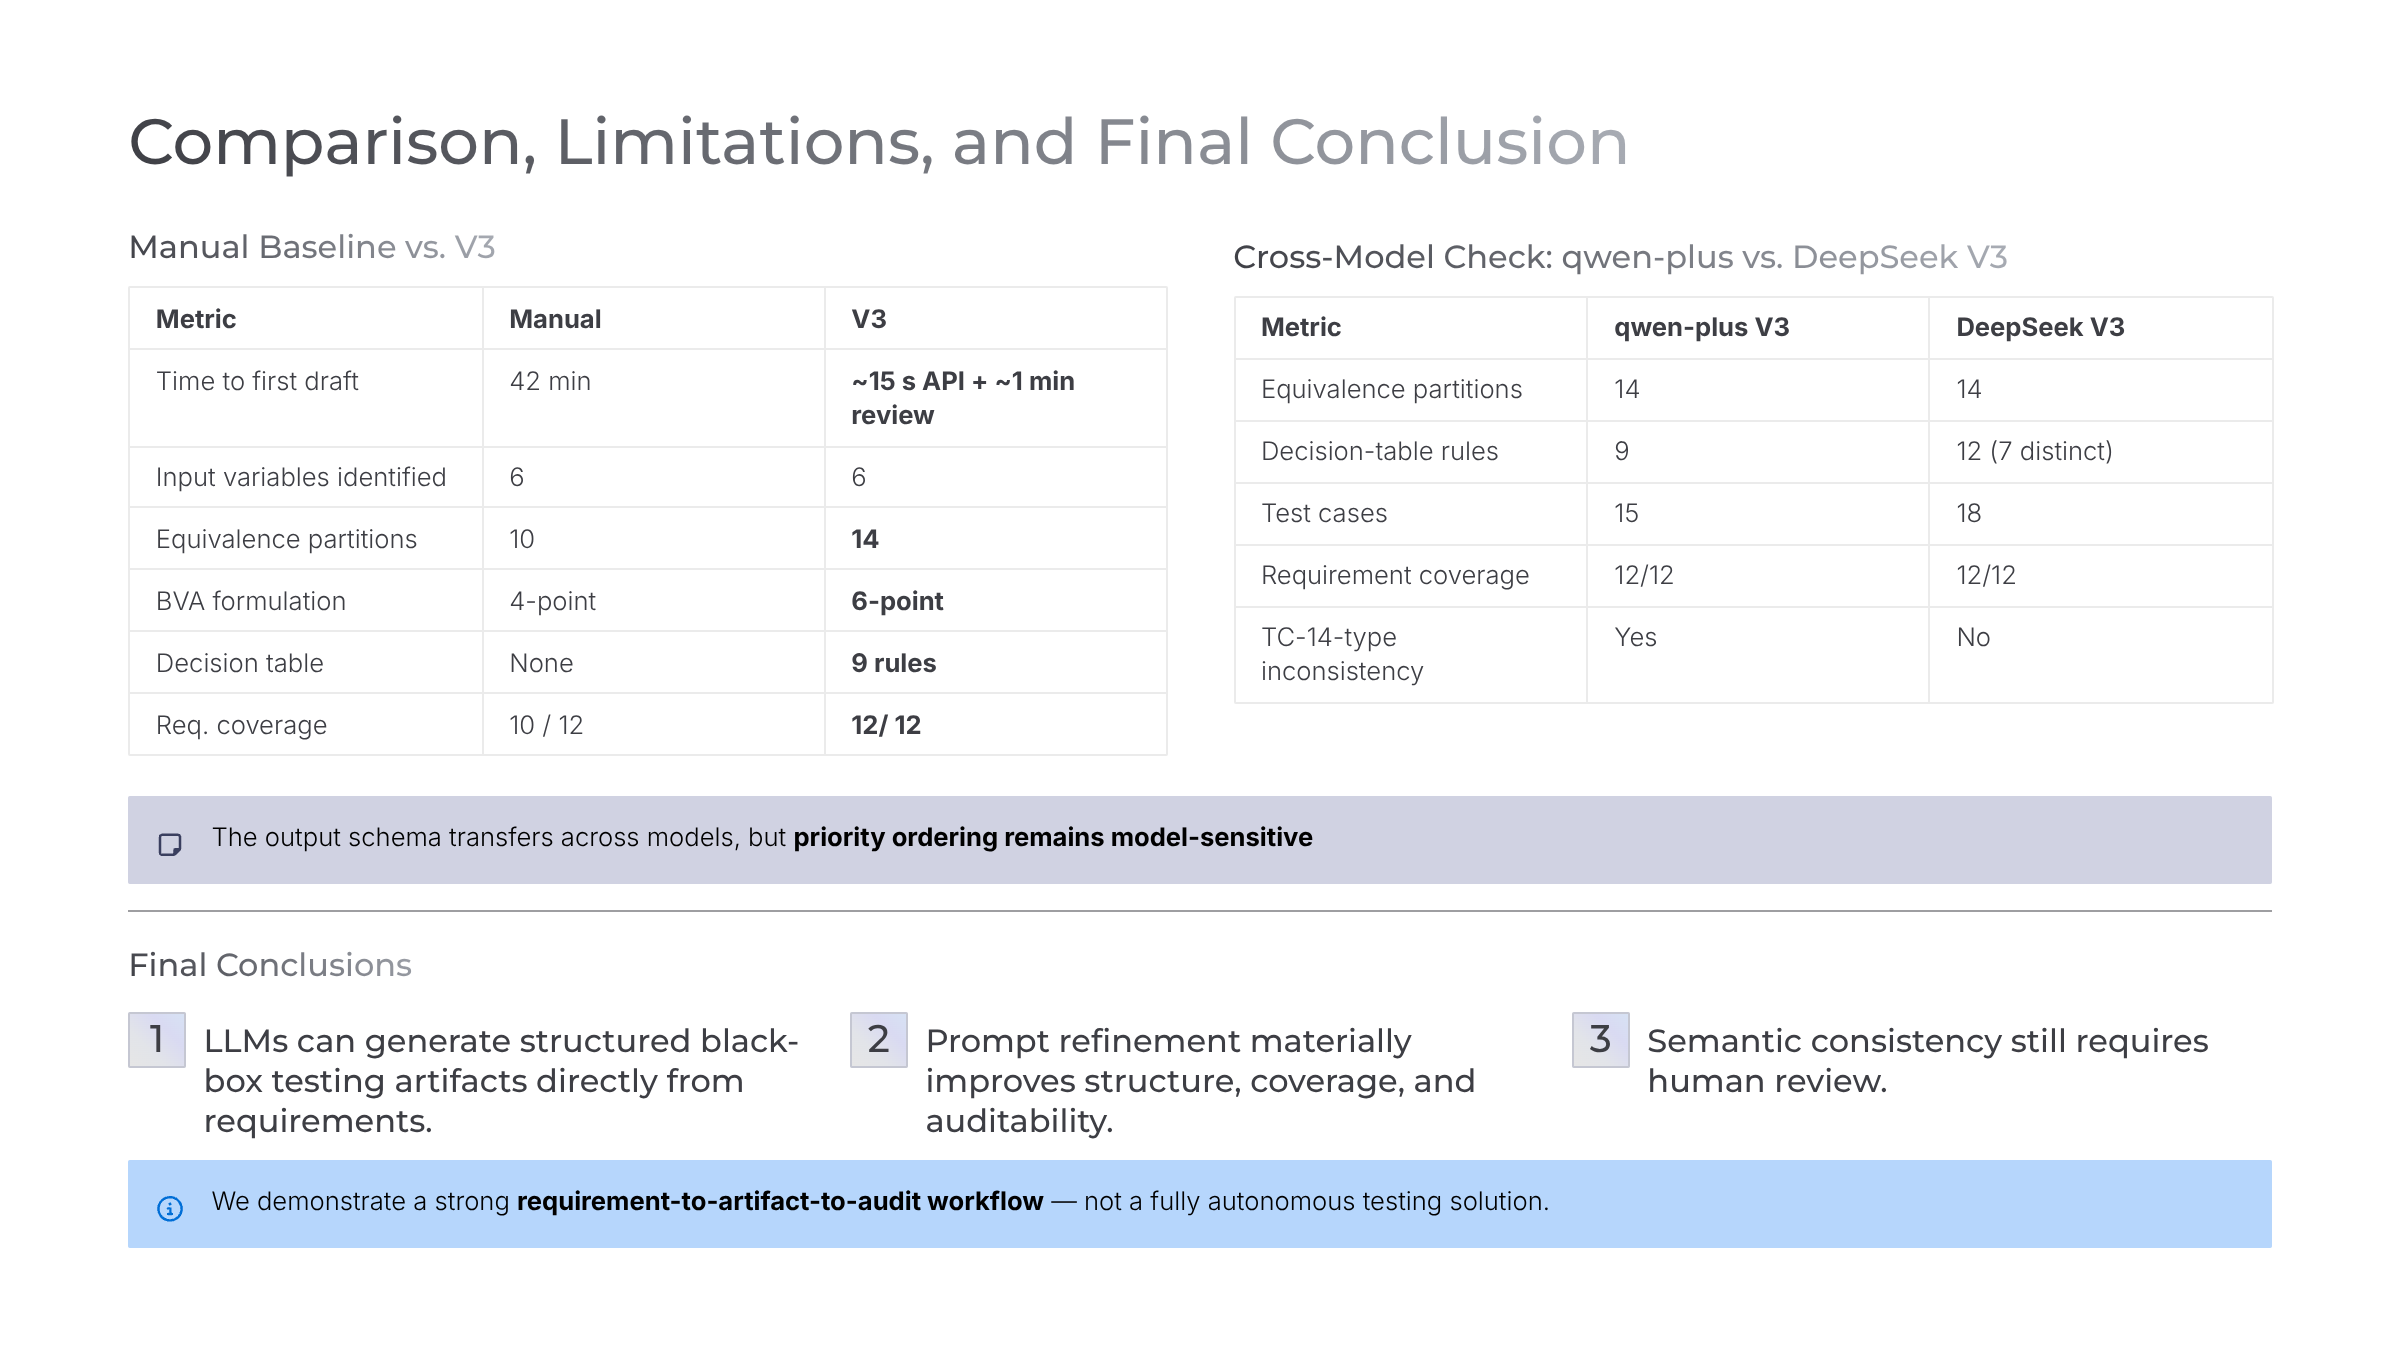 Comparison, Limitations, and Final Conclusion
Manual Baseline vs. V3
Metric Manual V3
Time to first draft 42 min ~15 s API + ~1 min
review
Input variables identified 6 6
Equivalence partitions 10 14
BVA formulation 4-point 6-point
Decision table None 9 rules
Req. coverage 10 / 12 12/ 12
Cross-Model Check: qwen-plus vs. DeepSeek V3
Metric qwen-plus V3 DeepSeek V3
Equivalence partitions 14 14
Decision-table rules 9 12 (7 distinct)
Test cases 15 18
Requirement coverage 12/12 12/12
TC-14-type Yes No
inconsistency
The output schema transfers across models, but priority ordering remains model-sensitive
Final Conclusions
1
LLMs can generate structured black-
box testing artifacts directly from
requirements.
2
Prompt refinement materially
improves structure, coverage, and
auditability.
3
Semantic consistency still requires
human review.
We demonstrate a strong requirement-to-artifact-to-audit workflow — not a fully autonomous testing solution.